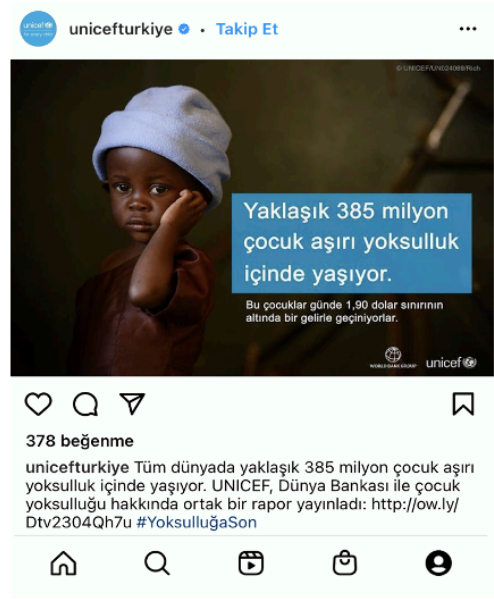 unicefturkiye • Takip Et
© UNICEF/UN024089/Rich
Yaklaşık 385 milyon
çocuk aşırı yoksulluk
içinde yaşıyor.
Bu çocuklar günde 1,90 dolar sınırının
altında bir gelirle geçiniyorlar.
WORLD BANK GROUP unicef
378 beğenme
unicefturkiye Tüm dünyada yaklaşık 385 milyon çocuk aşırı
yoksulluk içinde yaşıyor. UNICEF, Dünya Bankası ile çocuk
yoksulluğu hakkında ortak bir rapor yayınladı: http://ow.ly/
Dtv2304Qh7u #YoksulluğaSon